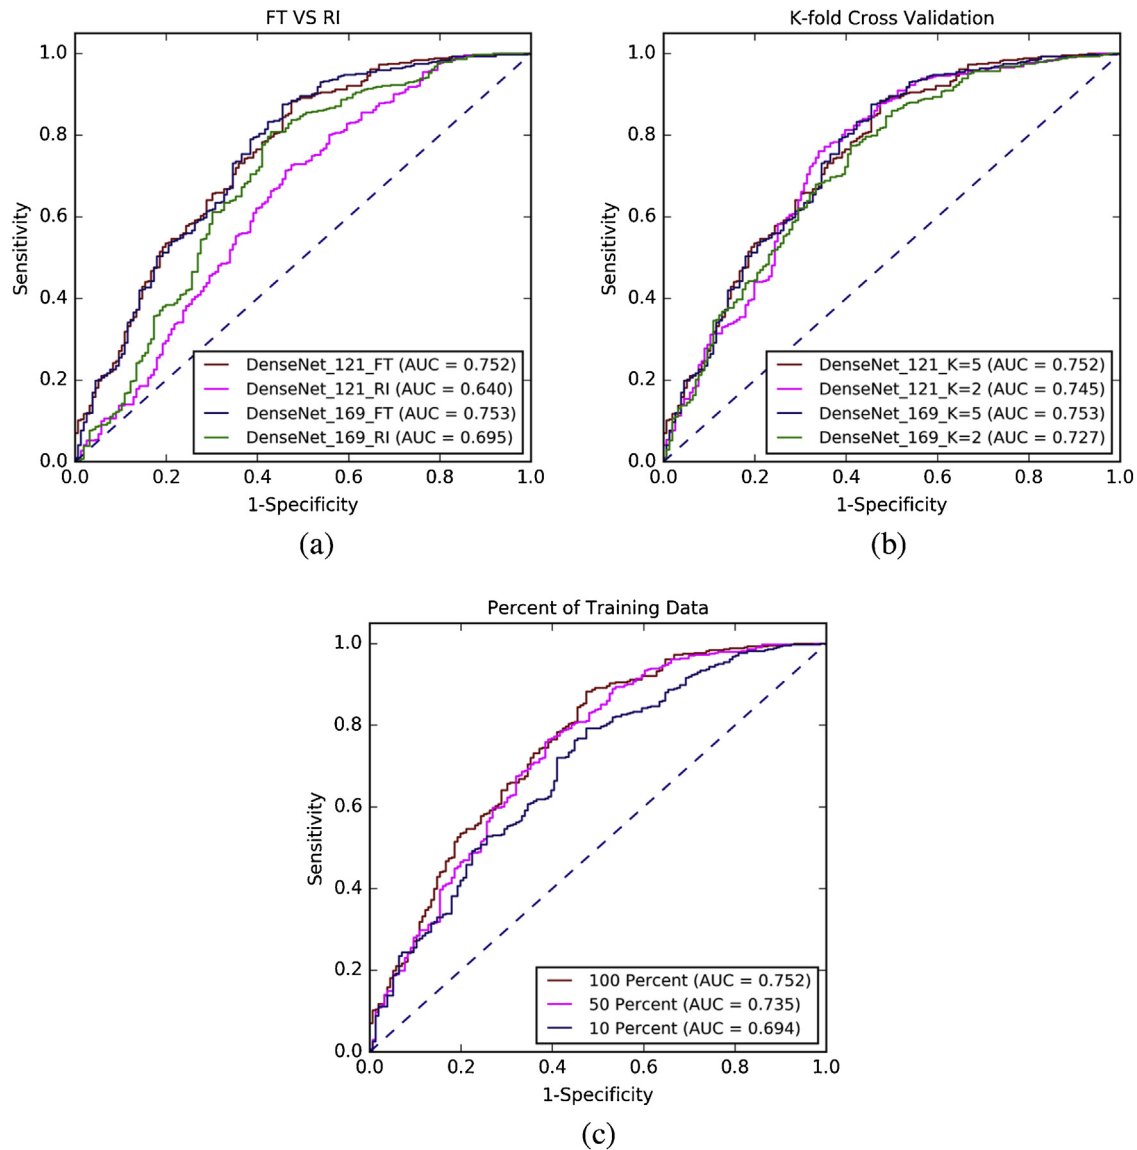 FT VS RI
1.0
0.8
0.6
0.4
0.2
0.0
Sensitivity
DenseNet_121_FT (AUC = 0.752)
DenseNet_121_RI (AUC = 0.640)
DenseNet_169_FT (AUC = 0.753)
DenseNet_169_RI (AUC = 0.695)
0.0 0.2 0.4 0.6 0.8 1.0
1-Specificity
(a)
K-fold Cross Validation
1.0
0.8
0.6
0.4
0.2
0.0
Sensitivity
DenseNet_121_K=5 (AUC = 0.752)
DenseNet_121_K=2 (AUC = 0.745)
DenseNet_169_K=5 (AUC = 0.753)
DenseNet_169_K=2 (AUC = 0.727)
0.0 0.2 0.4 0.6 0.8 1.0
1-Specificity
(b)
Percent of Training Data
1.0
0.8
0.6
0.4
0.2
0.0
Sensitivity
100 Percent (AUC = 0.752)
50 Percent (AUC = 0.735)
10 Percent (AUC = 0.694)
0.0 0.2 0.4 0.6 0.8 1.0
1-Specificity
(c)